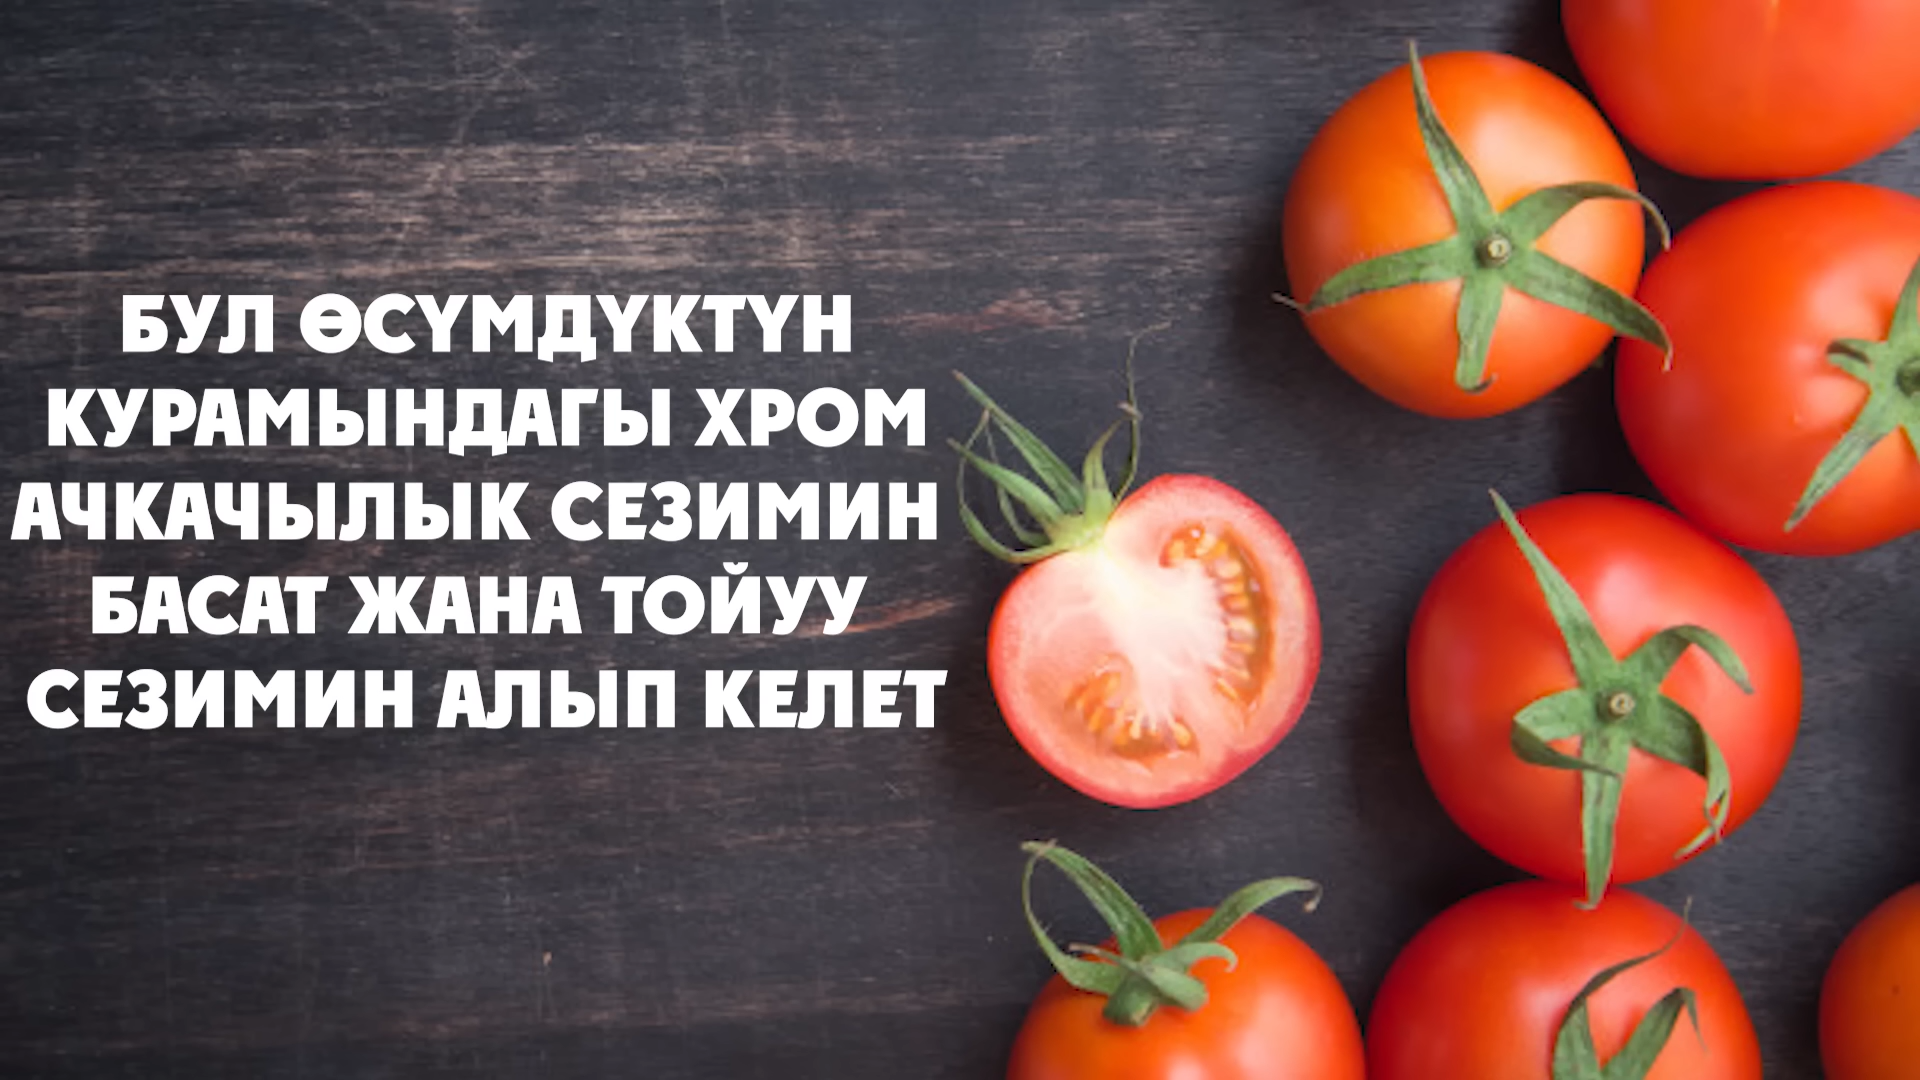 БУЛ ӨСҮМДҮКТҮН
КУРАМЫНДАГЫ ХРОМ
АЧКАЧЫЛЫК СЕЗИМИН
БАСАТ ЖАНА ТОЙУУ
СЕЗИМИН АЛЫП КЕЛЕТ